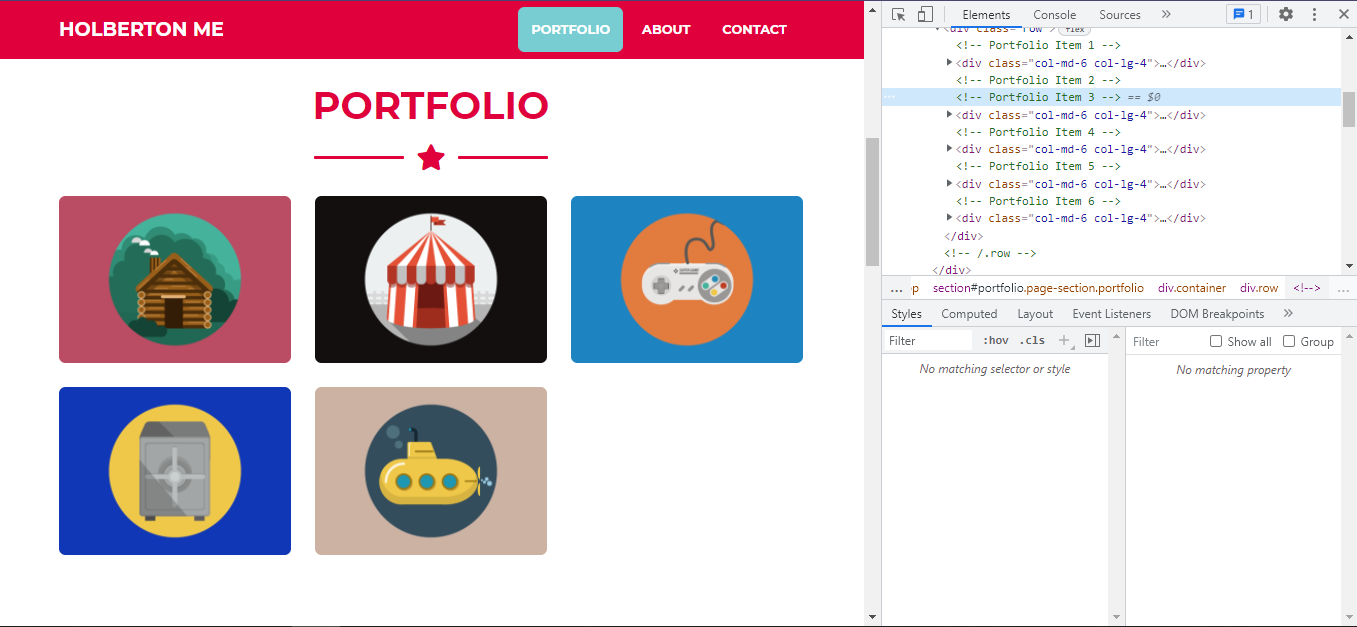 HOLBERTON ME
PORTFOLIO ABOUT CONTACT
PORTFOLIO
Elements Console Sources » 1
<div class="row"> flex
<!-- Portfolio Item 1 -->
<div class="col-md-6 col-lg-4">…</div>
<!-- Portfolio Item 2 -->
<!-- Portfolio Item 3 --> == $0
<div class="col-md-6 col-lg-4">…</div>
<!-- Portfolio Item 4 -->
<div class="col-md-6 col-lg-4">…</div>
<!-- Portfolio Item 5 -->
<div class="col-md-6 col-lg-4">…</div>
<!-- Portfolio Item 6 -->
<div class="col-md-6 col-lg-4">…</div>
</div>
<!-- /.row -->
</div>
... p section#portfolio.page-section.portfolio div.container div.row <!--> ...
Styles Computed Layout Event Listeners DOM Breakpoints »
Filter :hov .cls +
Filter Show all Group
No matching selector or style
No matching property